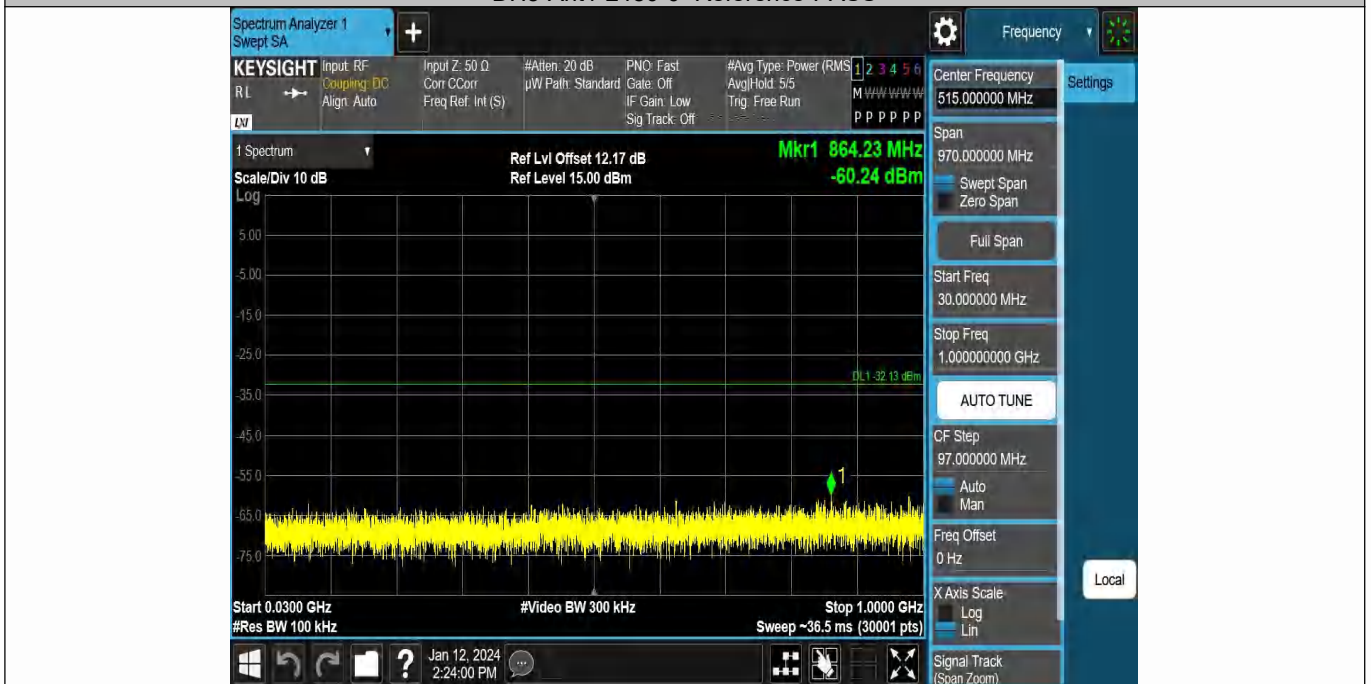 Spectrum Analyzer 1
Swept SA
+
Frequency
KEYSIGHT
RL
LXI
Input: RF
Coupling: DC
Align: Auto
Input Z: 50 Ω
Corr CCorr
Freq Ref: Int (S)
#Atten: 20 dB
µW Path: Standard
PNO: Fast
Gate: Off
IF Gain: Low
Sig Track: Off
#Avg Type: Power (RMS
Avg|Hold: 5/5
Trig: Free Run
1 2 3 4 5 6
M W W W W W
P P P P P P
1 Spectrum
Scale/Div 10 dB
Log
Ref Lvl Offset 12.17 dB
Ref Level 15.00 dBm
Mkr1 864.23 MHz
-60.24 dBm
5.00
-5.00
-15.0
-25.0
DL1 -32.13 dBm
-35.0
-45.0
-55.0
1
-65.0
-75.0
Start 0.0300 GHz
#Res BW 100 kHz
#Video BW 300 kHz
Stop 1.0000 GHz
Sweep ~36.5 ms (30001 pts)
Jan 12, 2024
2:24:00 PM
Center Frequency
515.000000 MHz
Settings
Span
970.000000 MHz
Swept Span
Zero Span
Full Span
Start Freq
30.000000 MHz
Stop Freq
1.000000000 GHz
AUTO TUNE
CF Step
97.000000 MHz
Auto
Man
Freq Offset
0 Hz
X Axis Scale
Log
Lin
Local
Signal Track
(Span Zoom)